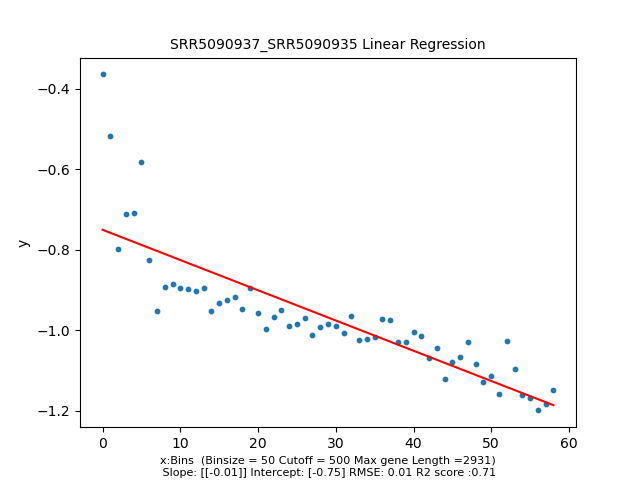 SRR5090937_SRR5090935 Linear Regression
−0.4
−0.6
−0.8
−1.0
−1.2
y
0 10 20 30 40 50 60
x:Bins (Binsize = 50 Cutoff = 500 Max gene Length =2931)
Slope: [[-0.01]] Intercept: [-0.75] RMSE: 0.01 R2 score :0.71